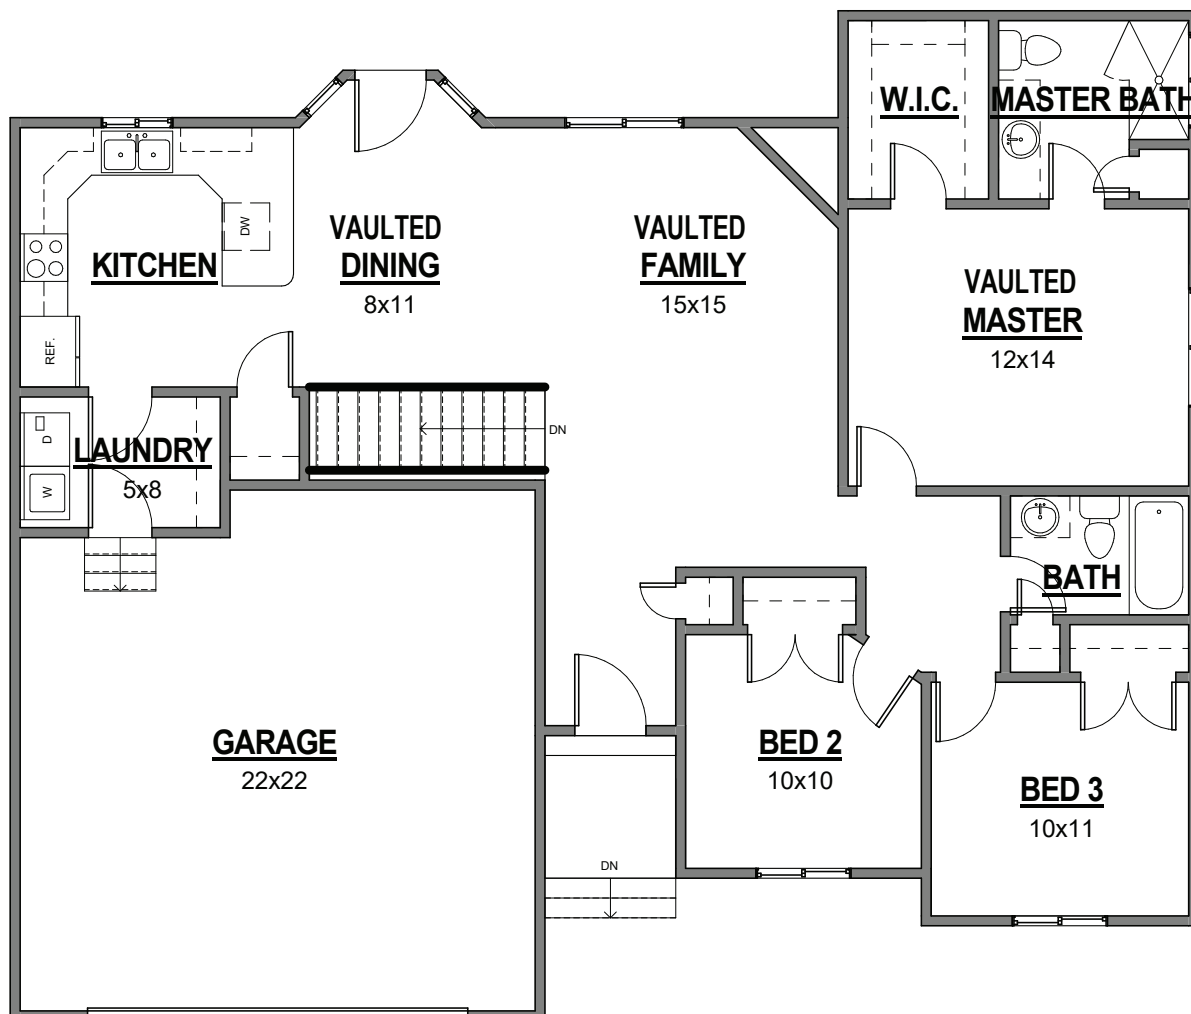 W.I.C.
MASTER BATH
VAULTED
DINING
8x11
VAULTED
FAMILY
15x15
KITCHEN
DW
REF.
VAULTED
MASTER
12x14
DN
D
W
LAUNDRY
5x8
BATH
GARAGE
22x22
BED 2
10x10
BED 3
10x11
DN